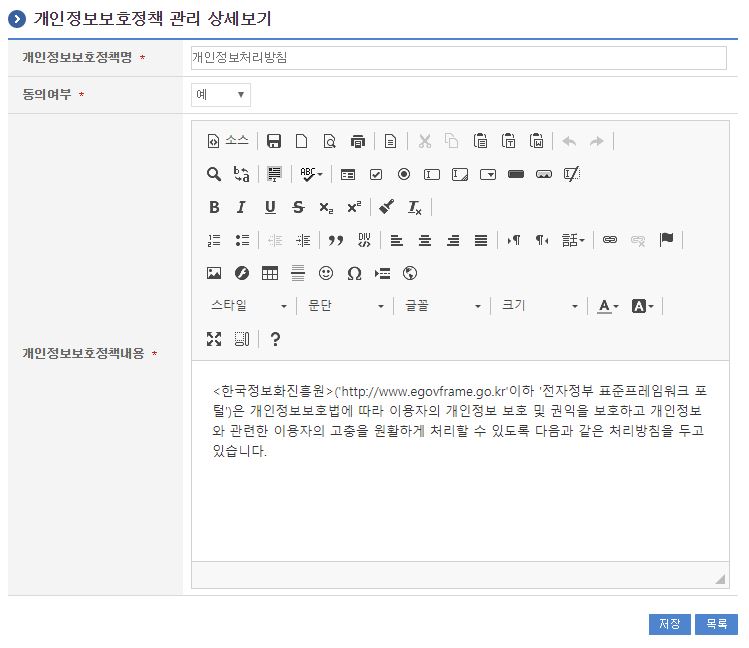 개인정보보호정책 관리 상세보기
개인정보보호정책명 *
개인정보처리방침
동의여부 *
예
소스
스타일 문단 글꼴 크기
개인정보보호정책내용 *
<한국정보화진흥원>('http://www.egovframe.go.kr'이하 '전자정부 표준프레임워크 포
털')은 개인정보보호법에 따라 이용자의 개인정보 보호 및 권익을 보호하고 개인정보
와 관련한 이용자의 고충을 원활하게 처리할 수 있도록 다음과 같은 처리방침을 두고
있습니다.
저장 목록